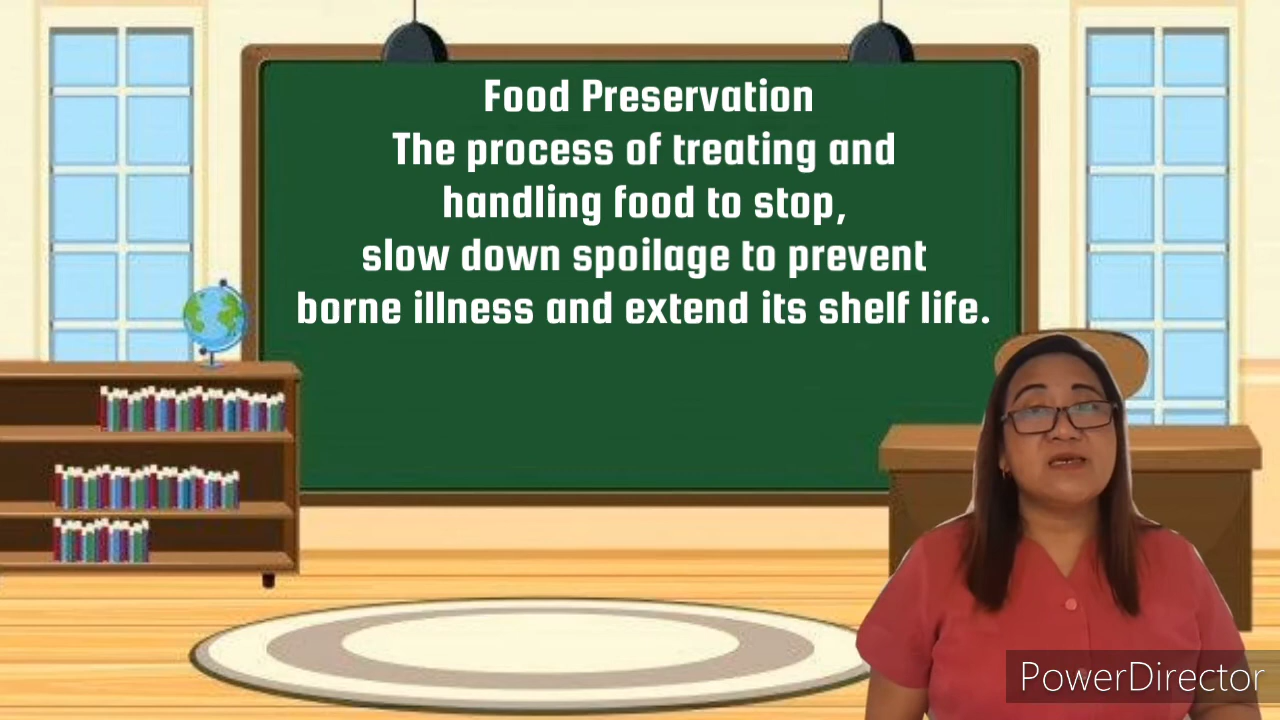 Food Preservation
The process of treating and
handling food to stop,
slow down spoilage to prevent
borne illness and extend its shelf life.
PowerDirector